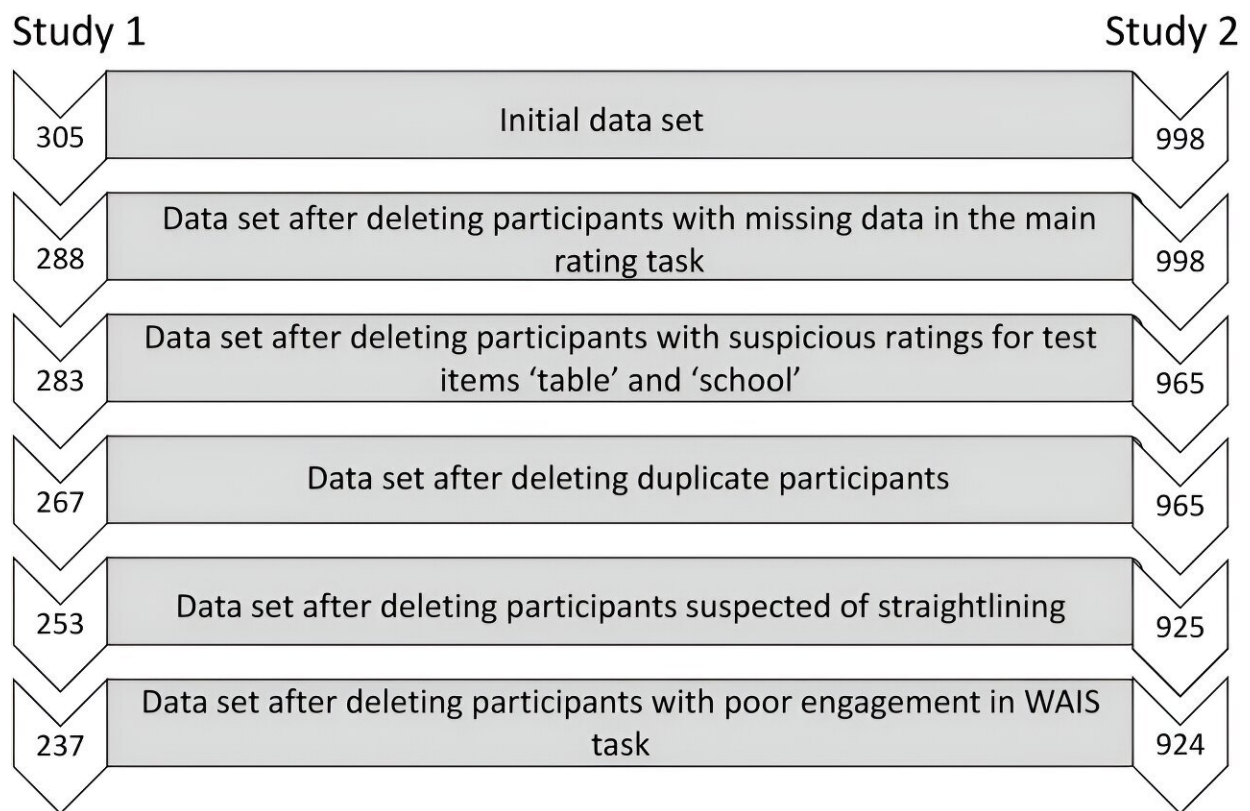 Study 1
Study 2
305
Initial data set
998
288
Data set after deleting participants with missing data in the main
rating task
998
283
Data set after deleting participants with suspicious ratings for test
items ‘table’ and ‘school’
965
267
Data set after deleting duplicate participants
965
253
Data set after deleting participants suspected of straightlining
925
237
Data set after deleting participants with poor engagement in WAIS
task
924